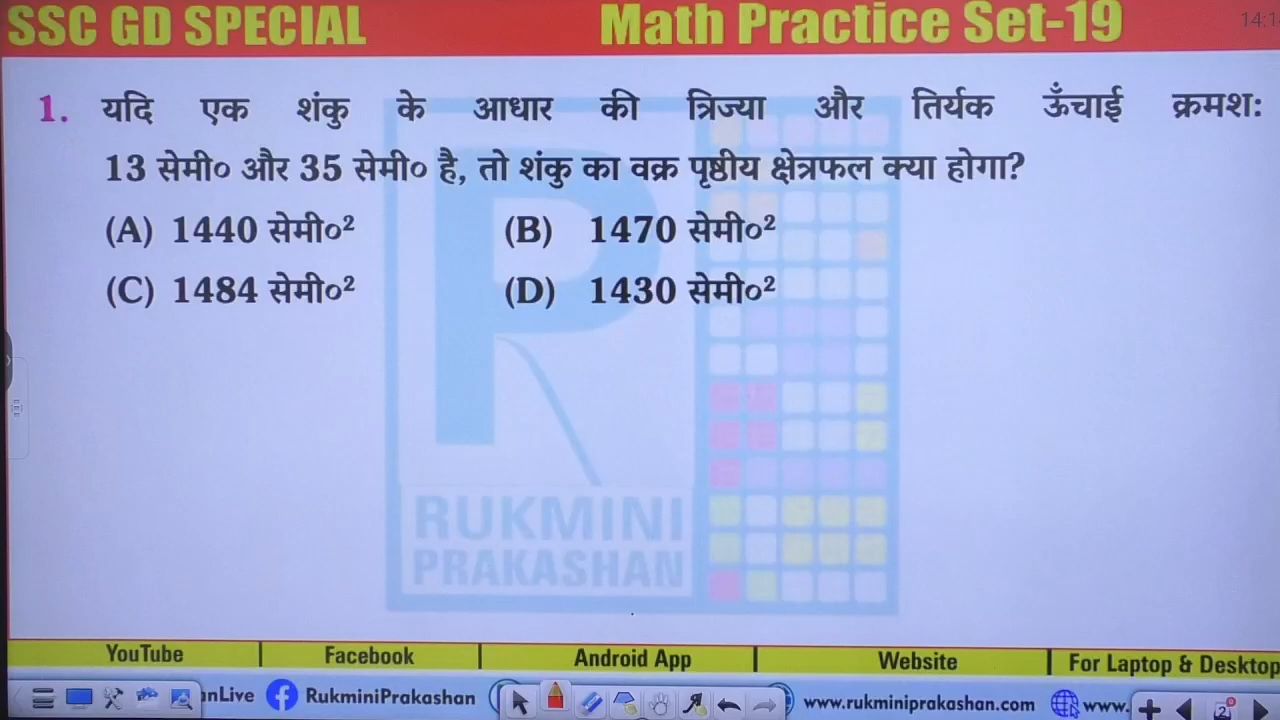 SSC GD SPECIAL Math Practice Set-19 14:1
1. यदि एक शंकु के आधार की त्रिज्या और तिर्यक ऊँचाई क्रमश:
13 सेमी० और 35 सेमी० है, तो शंकु का वक्र पृष्ठीय क्षेत्रफल क्या होगा?
(A) 1440 सेमी०² (B) 1470 सेमी०²
(C) 1484 सेमी०² (D) 1430 सेमी०²
RUKMINI
PRAKASHAN
YouTube Facebook Android App Website For Laptop & Desktop
anLive RukminiPrakashan www.rukminiprakashan.com www.
2